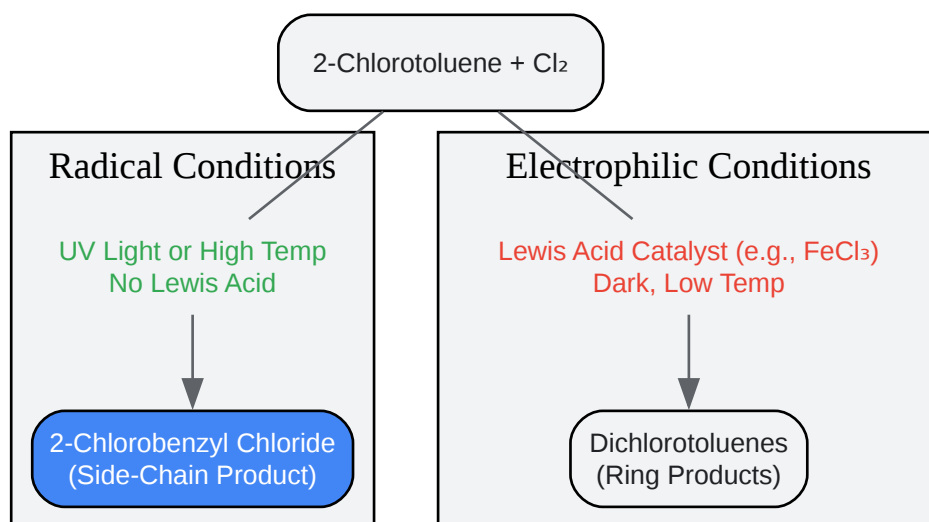 2-Chlorotoluene + Cl₂
Radical Conditions
UV Light or High Temp
No Lewis Acid
2-Chlorobenzyl Chloride
(Side-Chain Product)
Electrophilic Conditions
Lewis Acid Catalyst (e.g., FeCl₃)
Dark, Low Temp
Dichlorotoluenes
(Ring Products)